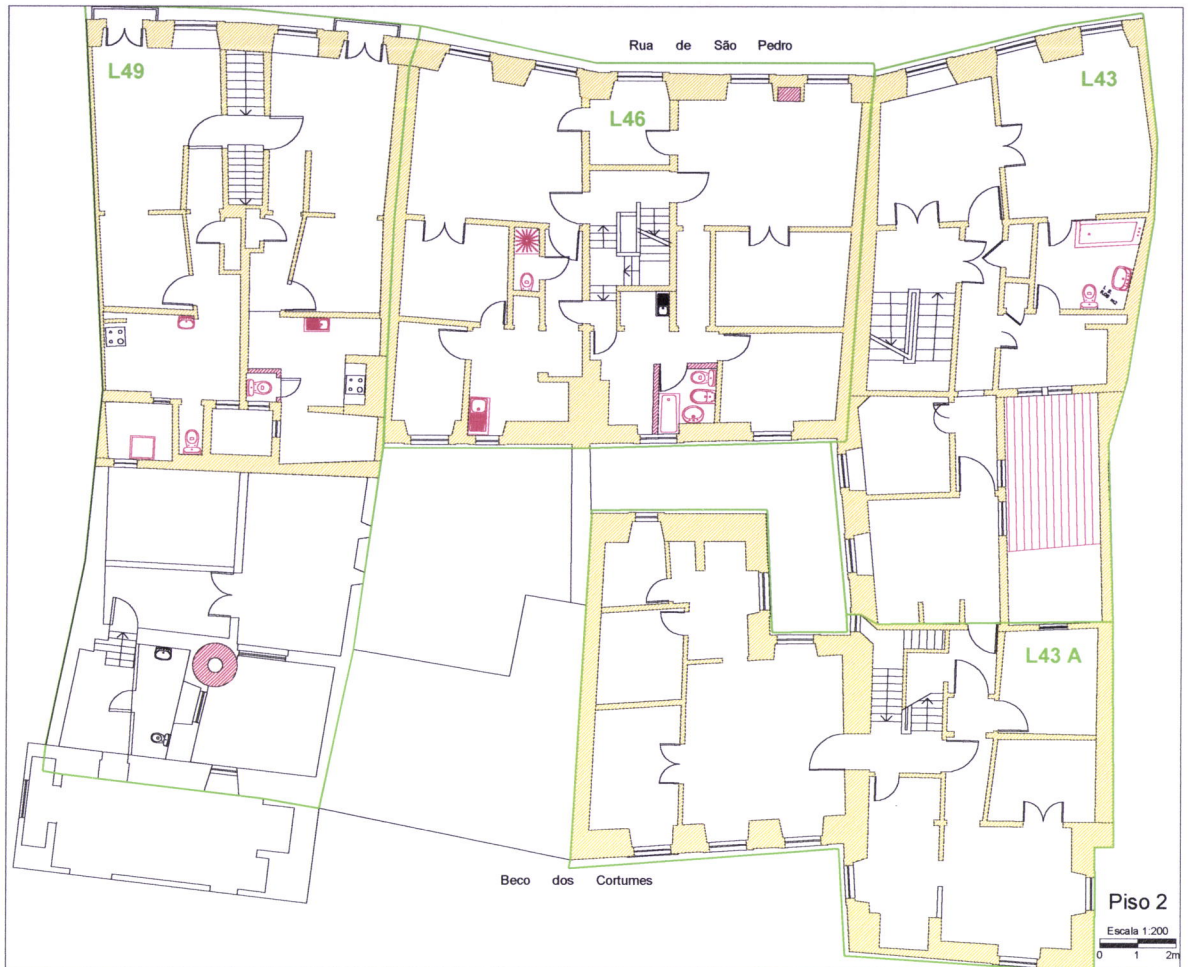 Rua de São Pedro
L49
L46
L43
L43 A
Beco dos Cortumes
Piso 2
Escala 1:200
0 1 2m